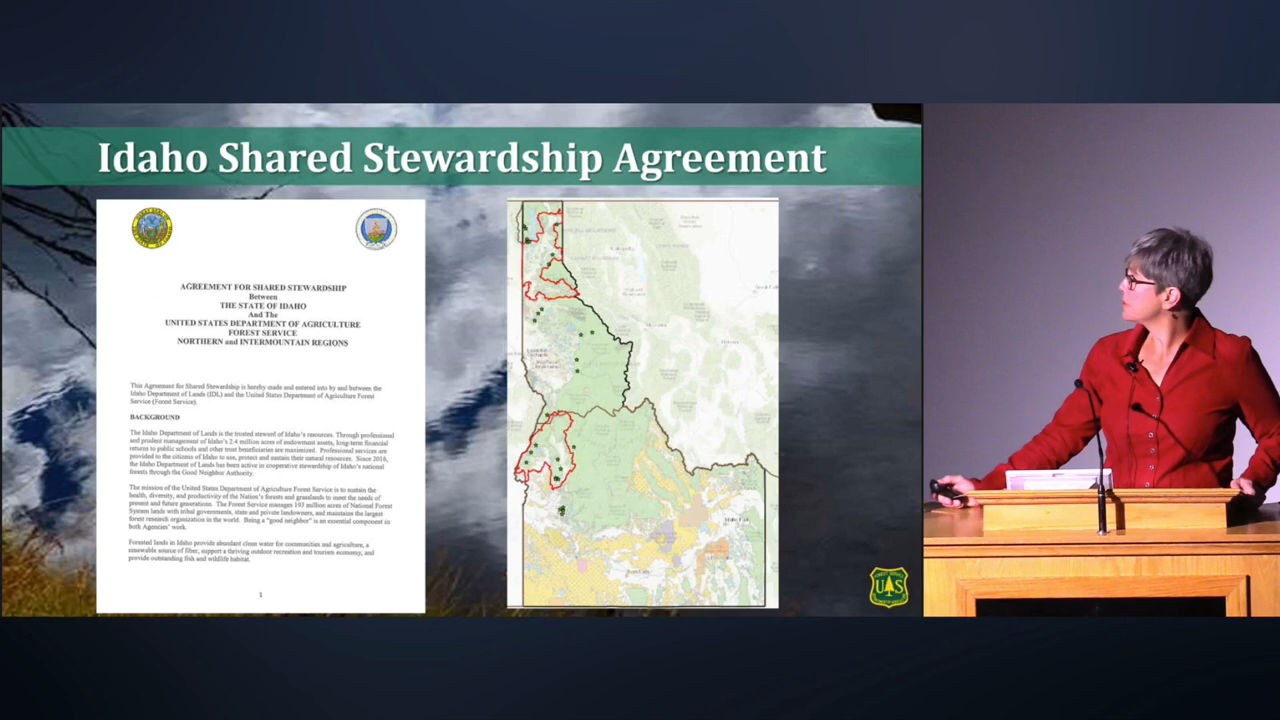 Idaho Shared Stewardship Agreement
AGREEMENT FOR SHARED STEWARDSHIP
Between
THE STATE OF IDAHO
And The
UNITED STATES DEPARTMENT OF AGRICULTURE
FOREST SERVICE
NORTHERN and INTERMOUNTAIN REGIONS
This Agreement for Shared Stewardship is hereby made and entered into by and between the
Idaho Department of Lands (IDL) and the United States Department of Agriculture Forest
Service (Forest Service).
BACKGROUND
The Idaho Department of Lands is the trusted steward of Idaho's resources. Through professional
and prudent management of Idaho's 2.4 million acres of endowment assets, long-term financial
returns to public schools and other trust beneficiaries are maximized. Professional services are
provided to the citizens of Idaho to use, protect and sustain their natural resources. Since 2016,
the Idaho Department of Lands has been active in cooperative stewardship of Idaho's national
forests through the Good Neighbor Authority.
The mission of the United States Department of Agriculture Forest Service is to sustain the
health, diversity, and productivity of the Nation's forests and grasslands to meet the needs of
present and future generations. The Forest Service manages 193 million acres of National Forest
System lands with tribal governments, state and private landowners, and maintains the largest
forest research organization in the world. Being a "good neighbor" is an essential component in
both Agencies' work.
Forested lands in Idaho provide abundant clean water for communities and agriculture, a
renewable source of fiber, support a thriving outdoor recreation and tourism economy, and
provide outstanding fish and wildlife habitat.
1
FOREST SERVICE
U S